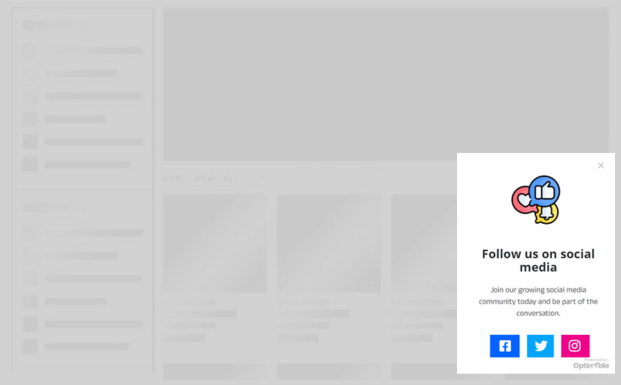 Follow us on social
media
Join our growing social media
community today and be part of the
conversation.
Powered by
Optinable